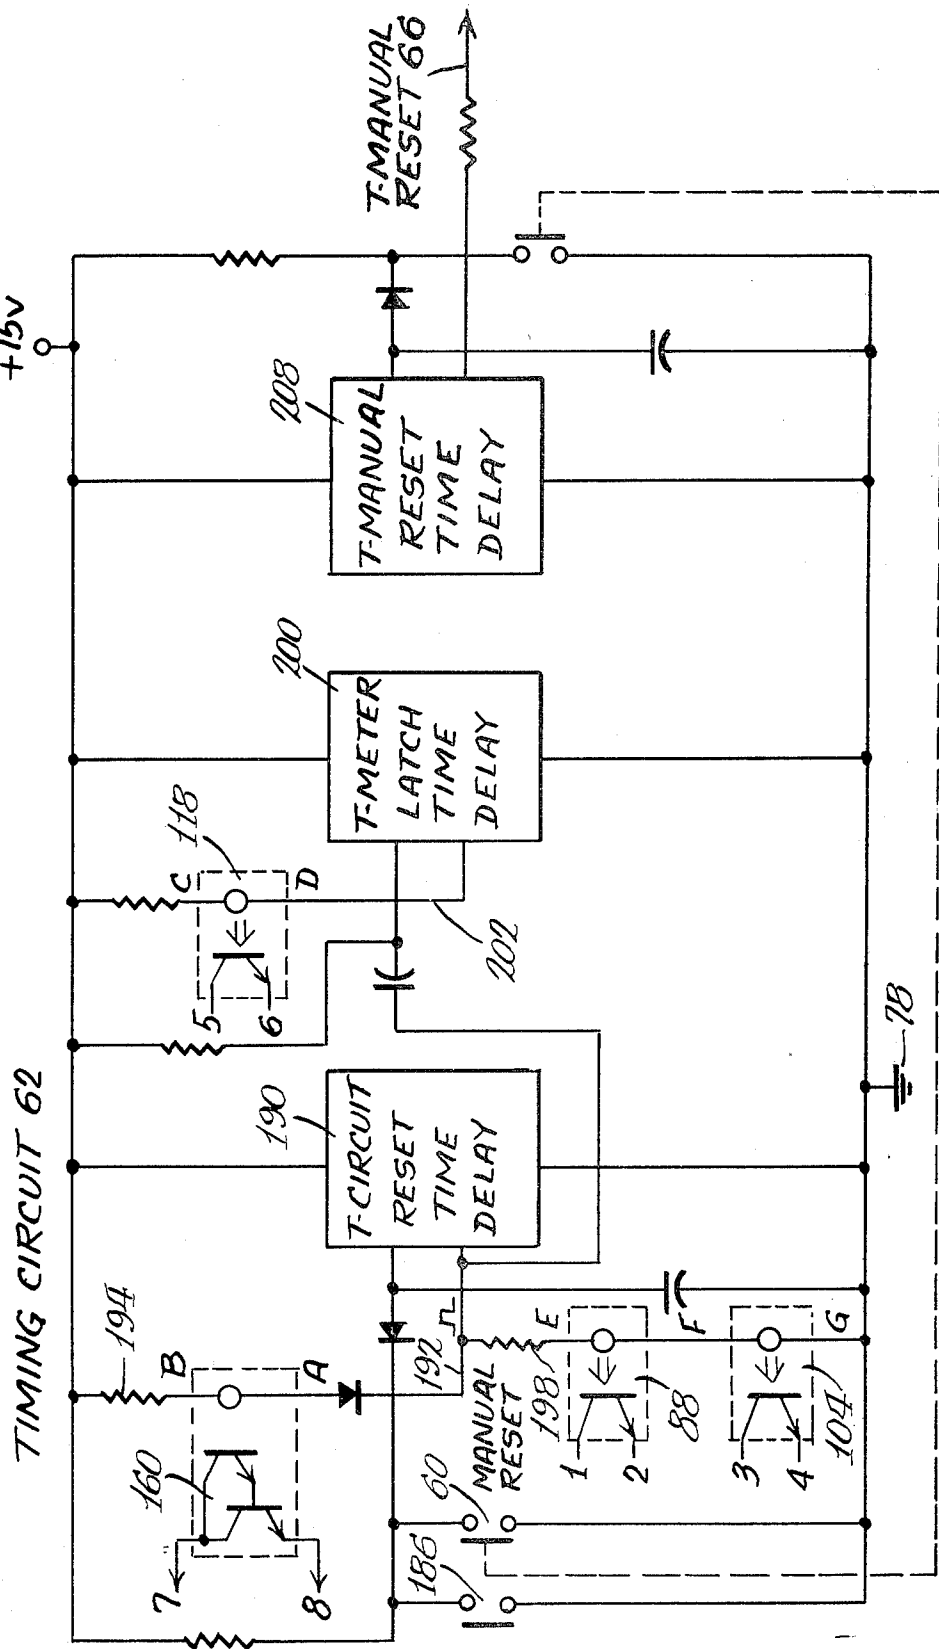 TIMING CIRCUIT 62
+15V
194
B
160
A
7
8
192
MANUAL
RESET
60
186
198
E
F
G
1
2
88
3
4
104
190
T-CIRCUIT
RESET
TIME
DELAY
5
6
C
118
D
202
200
T-METER
LATCH
TIME
DELAY
208
T-MANUAL
RESET
TIME
DELAY
T-MANUAL
RESET 66
78